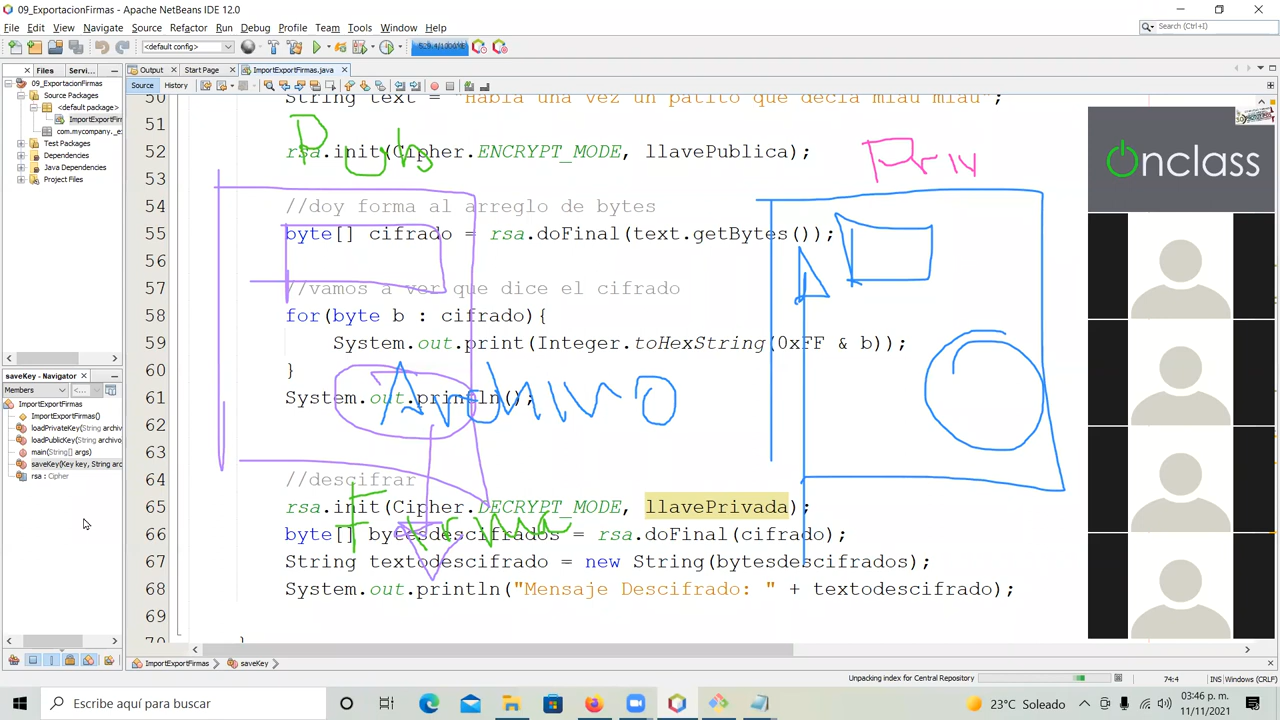 09_ExportacionFirmas - Apache NetBeans IDE 12.0
File Edit View Navigate Source Refactor Run Debug Profile Team Tools Window Help
Search (Ctrl+I)
<default config>
Files Servi...
Output Start Page ImportExportFirmas.java
Source History
09_ExportacionFirmas
Source Packages
<default package>
ImportExportFirm
com.mycompany._e
Test Packages
Dependencies
Java Dependencies
Project Files
50 String text = "Habia una vez un patito que decia miau miau";
51
52 rsa.init(Cipher.ENCRYPT_MODE, llavePublica);
53
54 //doy forma al arreglo de bytes
55 byte[] cifrado = rsa.doFinal(text.getBytes());
56
57 //vamos a ver que dice el cifrado
58 for(byte b : cifrado){
59 System.out.print(Integer.toHexString(0xFF & b));
60 }
61 System.out.println();
62
63
64 //descifrar
65 rsa.init(Cipher.DECRYPT_MODE, llavePrivada);
66 byte[] bytesdescifrados = rsa.doFinal(cifrado);
67 String textodescifrado = new String(bytesdescifrados);
68 System.out.println("Mensaje Descifrado: " + textodescifrado);
69
70 }
Pub
Priv
Firma
saveKey - Navigator
Members
ImportExportFirmas
ImportExportFirmas()
loadPrivateKey(String archivo
loadPublicKey(String archivo
main(String[] args)
saveKey(Key key, String arc
rsa : Cipher
onclass
ImportExportFirmas saveKey
Unpacking index for Central Repository
74:4 INS Windows (CRLF)
Escribe aquí para buscar
23°C Soleado
03:46 p. m.
11/11/2021